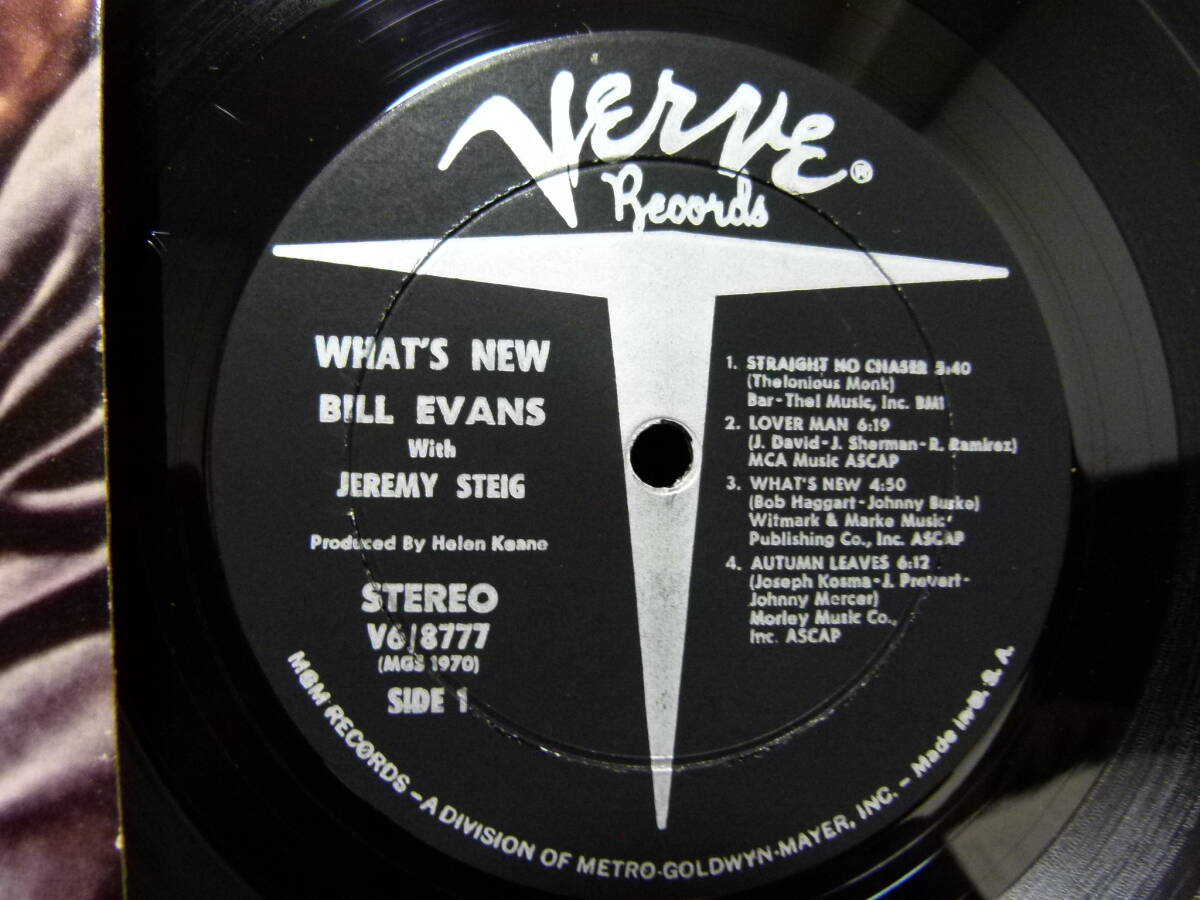 Verve®
Records
WHAT'S NEW
BILL EVANS
With
JEREMY STEIG
Produced By Helen Keane
STEREO
V6/8777
(MGS 1970)
SIDE 1
1. STRAIGHT NO CHASER 5:40
(Thelonious Monk)
Bar-Thel Music, Inc. BMI
2. LOVER MAN 6:19
(J. David-J. Sherman-R. Ramirez)
MCA Music ASCAP
3. WHAT'S NEW 4:50
(Bob Haggart-Johnny Burke)
Witmark & Marke Music
Publishing Co., Inc. ASCAP
4. AUTUMN LEAVES 6:12
(Joseph Kosma-J. Prevert-
Johnny Mercer)
Morley Music Co.,
Inc. ASCAP
MGM RECORDS – A DIVISION OF METRO-GOLDWYN-MAYER, INC. – Made in U. S. A.